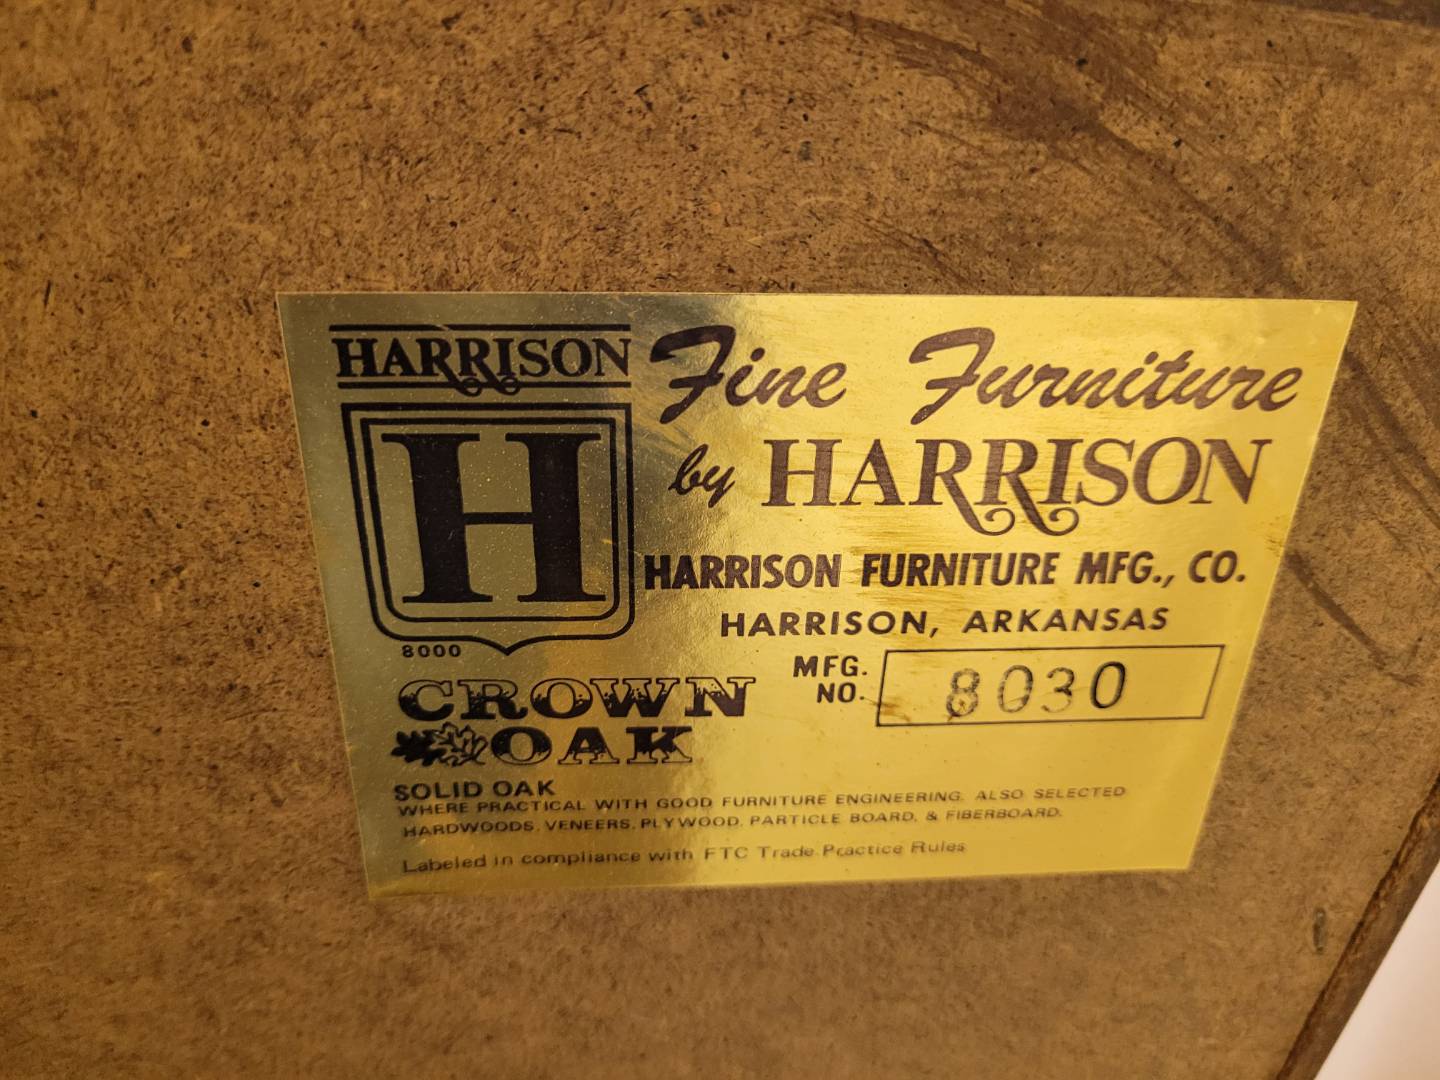 HARRISON
H
8000
CROWN
OAK
Fine Furniture
by HARRISON
HARRISON FURNITURE MFG., CO.
HARRISON, ARKANSAS
MFG.
NO. 8030
SOLID OAK
WHERE PRACTICAL WITH GOOD FURNITURE ENGINEERING. ALSO SELECTED
HARDWOODS, VENEERS, PLYWOOD, PARTICLE BOARD, & FIBERBOARD.
Labeled in compliance with FTC Trade Practice Rules